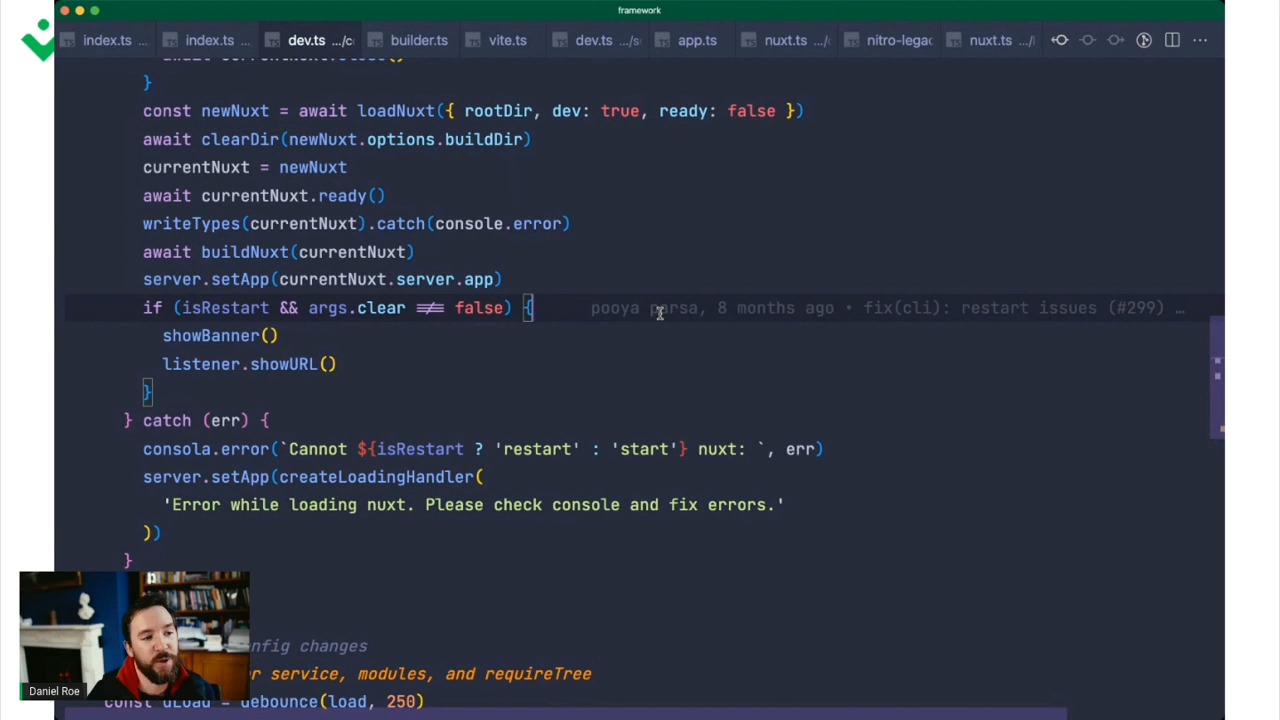 framework
index.ts ...
index.ts ...
dev.ts .../c
builder.ts
vite.ts
dev.ts .../s
app.ts
nuxt.ts .../
nitro-lega
nuxt.ts .../
}
const newNuxt = await loadNuxt({ rootDir, dev: true, ready: false })
await clearDir(newNuxt.options.buildDir)
currentNuxt = newNuxt
await currentNuxt.ready()
writeTypes(currentNuxt).catch(console.error)
await buildNuxt(currentNuxt)
server.setApp(currentNuxt.server.app)
if (isRestart && args.clear !== false) { pooya parsa, 8 months ago • fix(cli): restart issues (#299) …
showBanner()
listener.showURL()
}
} catch (err) {
consola.error(`Cannot ${isRestart ? 'restart' : 'start'} nuxt: `, err)
server.setApp(createLoadingHandler(
'Error while loading nuxt. Please check console and fix errors.'
))
}
nfig changes
r service, modules, and requireTree
const dLoad = debounce(load, 250)
Daniel Roe